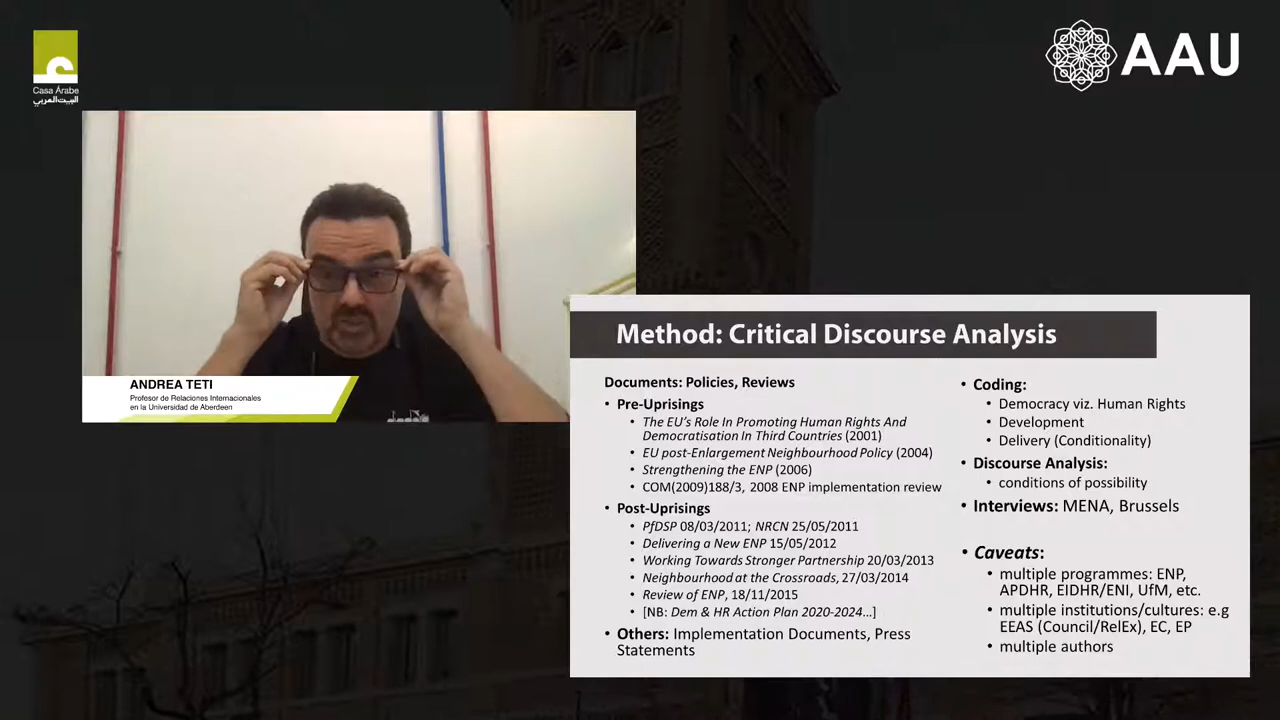 Casa Árabe
البيت العربي
AAU
ANDREA TETI
Profesor de Relaciones Internacionales
en la Universidad de Aberdeen
DIADORA
Method: Critical Discourse Analysis
Documents: Policies, Reviews
• Pre-Uprisings
• The EU's Role In Promoting Human Rights And
Democratisation In Third Countries (2001)
• EU post-Enlargement Neighbourhood Policy (2004)
• Strengthening the ENP (2006)
• COM(2009)188/3, 2008 ENP implementation review
• Post-Uprisings
• PfDSP 08/03/2011; NRCN 25/05/2011
• Delivering a New ENP 15/05/2012
• Working Towards Stronger Partnership 20/03/2013
• Neighbourhood at the Crossroads, 27/03/2014
• Review of ENP, 18/11/2015
• [NB: Dem & HR Action Plan 2020-2024...]
• Others: Implementation Documents, Press
Statements
• Coding:
• Democracy viz. Human Rights
• Development
• Delivery (Conditionality)
• Discourse Analysis:
• conditions of possibility
• Interviews: MENA, Brussels
• Caveats:
• multiple programmes: ENP,
APDHR, EIDHR/ENI, UfM, etc.
• multiple institutions/cultures: e.g
EEAS (Council/RelEx), EC, EP
• multiple authors